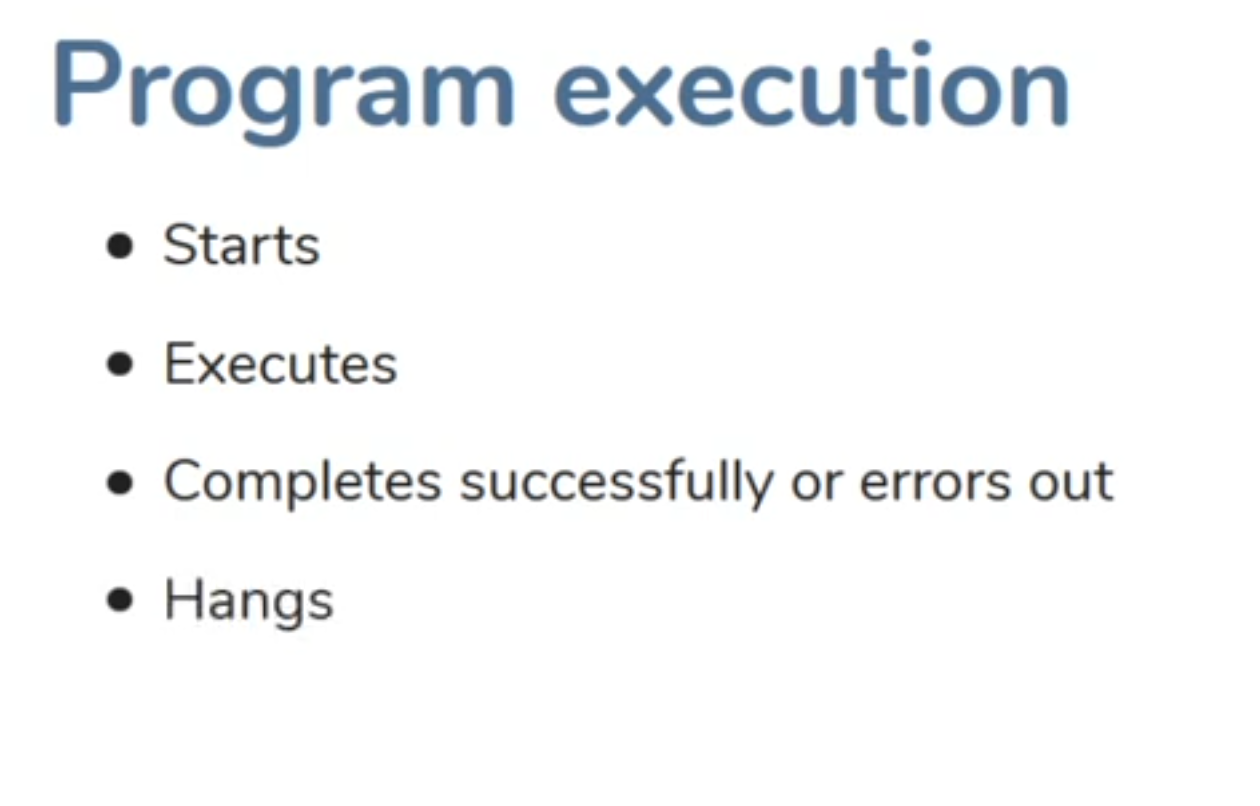 Program execution
Starts
Executes
Completes successfully or errors out
Hangs